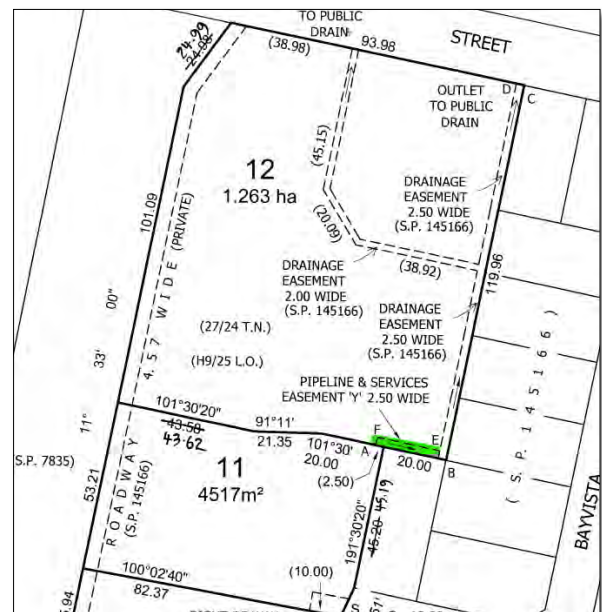 TO PUBLIC
DRAIN
(38.98)
93.98
STREET
24.99
24.98
OUTLET
TO PUBLIC
DRAIN
D
C
(45.15)
12
1.263 ha
DRAINAGE
EASEMENT
2.50 WIDE
(S.P. 145166)
(20.09)
101.09
4.57 WIDE (PRIVATE)
(38.92)
119.96
DRAINAGE
EASEMENT
2.00 WIDE
(S.P. 145166)
DRAINAGE
EASEMENT
2.50 WIDE
(S.P. 145166)
11° 33' 00"
(27/24 T.N.)
(H9/25 L.O.)
(S.P. 145166)
PIPELINE & SERVICES
EASEMENT 'Y' 2.50 WIDE
101°30'20"
43.58
43.62
91°11'
21.35
101°30'
20.00
F
E
A
B
20.00
(2.50)
S.P. 7835)
53.21
ROADWAY
(S.P. 145166)
11
4517m²
191°30'20"
45.20 45.19
BAYVISTA
100°02'40"
82.37
(10.00)
S